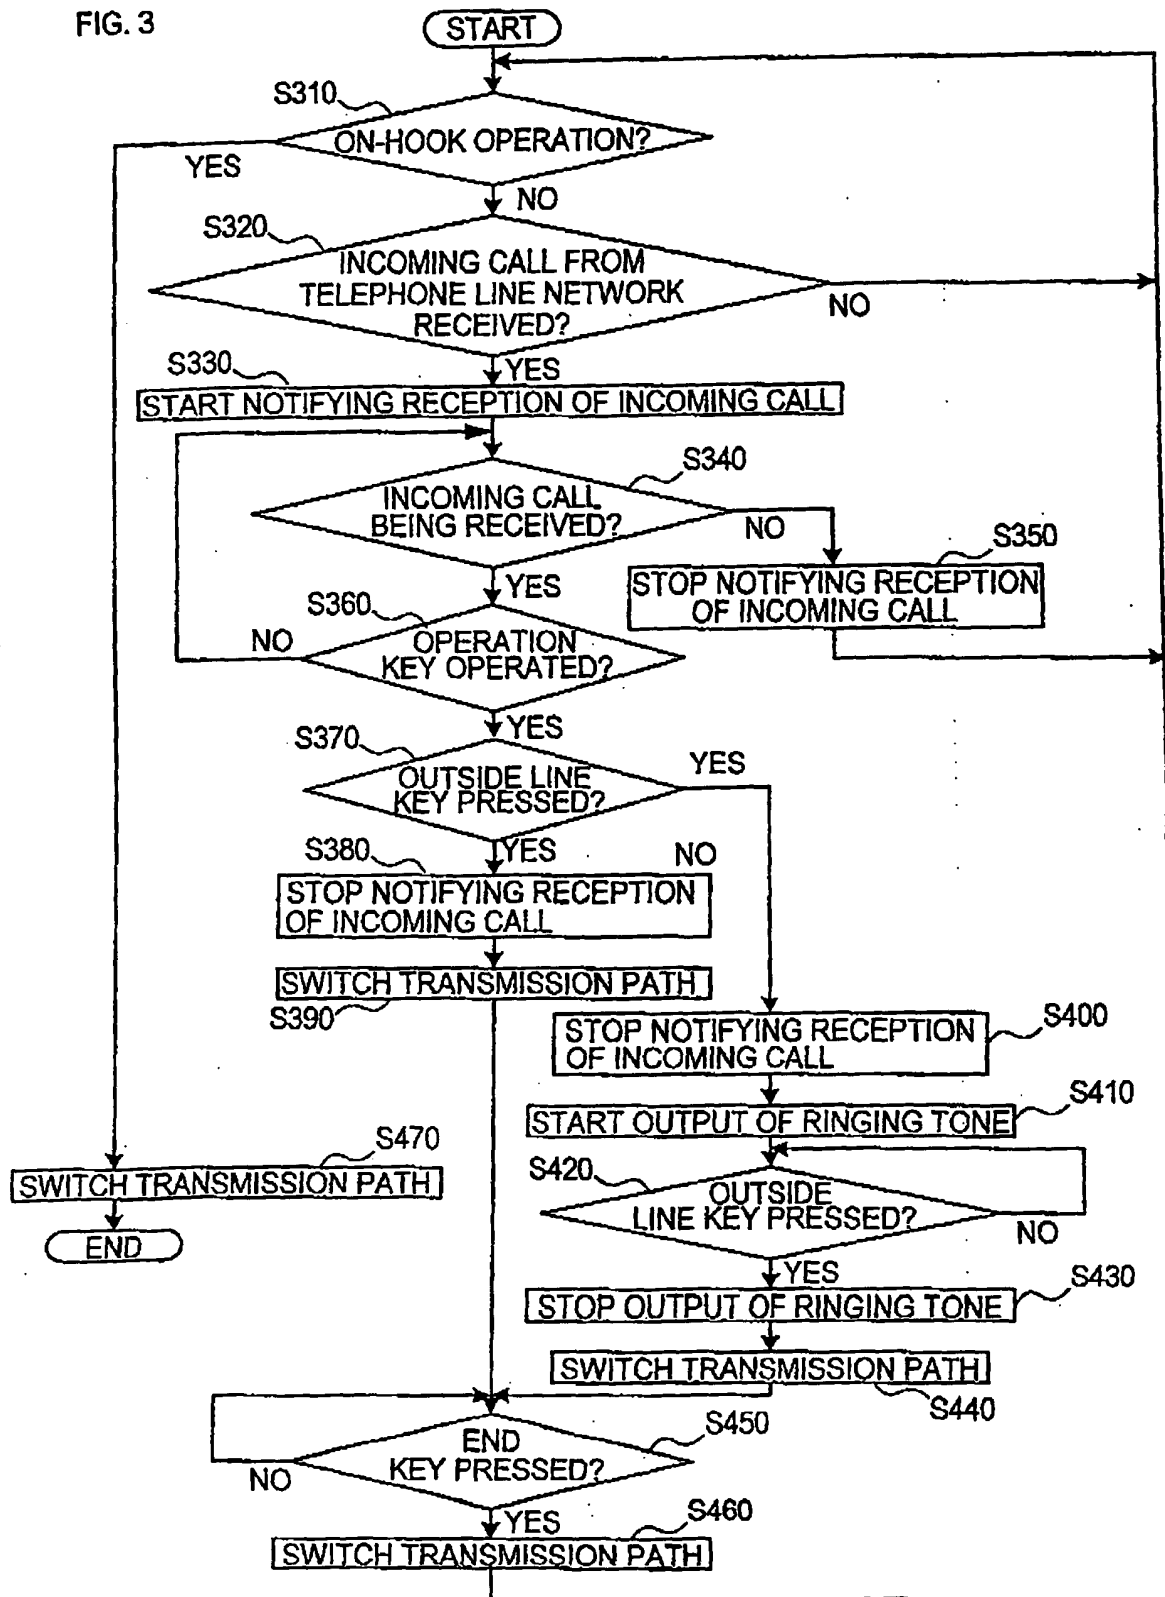 FIG. 3
START
S310
ON-HOOK OPERATION?
YES
NO
S320
INCOMING CALL FROM
TELEPHONE LINE NETWORK
RECEIVED?
NO
YES
S330
START NOTIFYING RECEPTION OF INCOMING CALL
S340
INCOMING CALL
BEING RECEIVED?
NO
YES
S350
STOP NOTIFYING RECEPTION
OF INCOMING CALL
S360
OPERATION
KEY OPERATED?
NO
YES
S370
OUTSIDE LINE
KEY PRESSED?
YES
YES
NO
S380
STOP NOTIFYING RECEPTION
OF INCOMING CALL
SWITCH TRANSMISSION PATH
S390
S400
STOP NOTIFYING RECEPTION
OF INCOMING CALL
S410
START OUTPUT OF RINGING TONE
S470
SWITCH TRANSMISSION PATH
END
S420
OUTSIDE
LINE KEY PRESSED?
NO
YES
S430
STOP OUTPUT OF RINGING TONE
SWITCH TRANSMISSION PATH
S440
S450
END
KEY PRESSED?
NO
YES
S460
SWITCH TRANSMISSION PATH